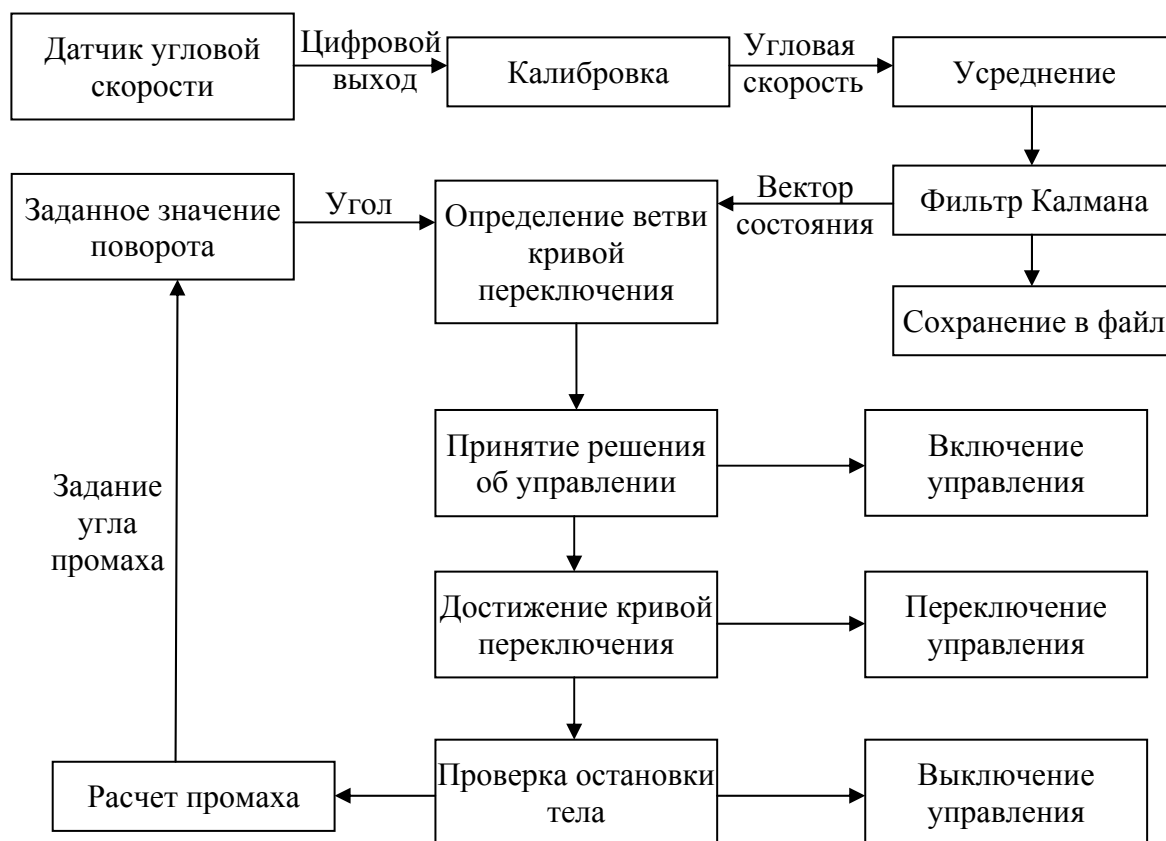 Датчик угловой
скорости
Цифровой
выход
Калибровка
Угловая
скорость
Усреднение
Заданное значение
поворота
Угол
Определение ветви
кривой
переключения
Вектор
состояния
Фильтр Калмана
Сохранение в файл
Задание
угла
промаха
Принятие решения
об управлении
Включение
управления
Достижение кривой
переключения
Переключение
управления
Расчет промаха
Проверка остановки
тела
Выключение
управления